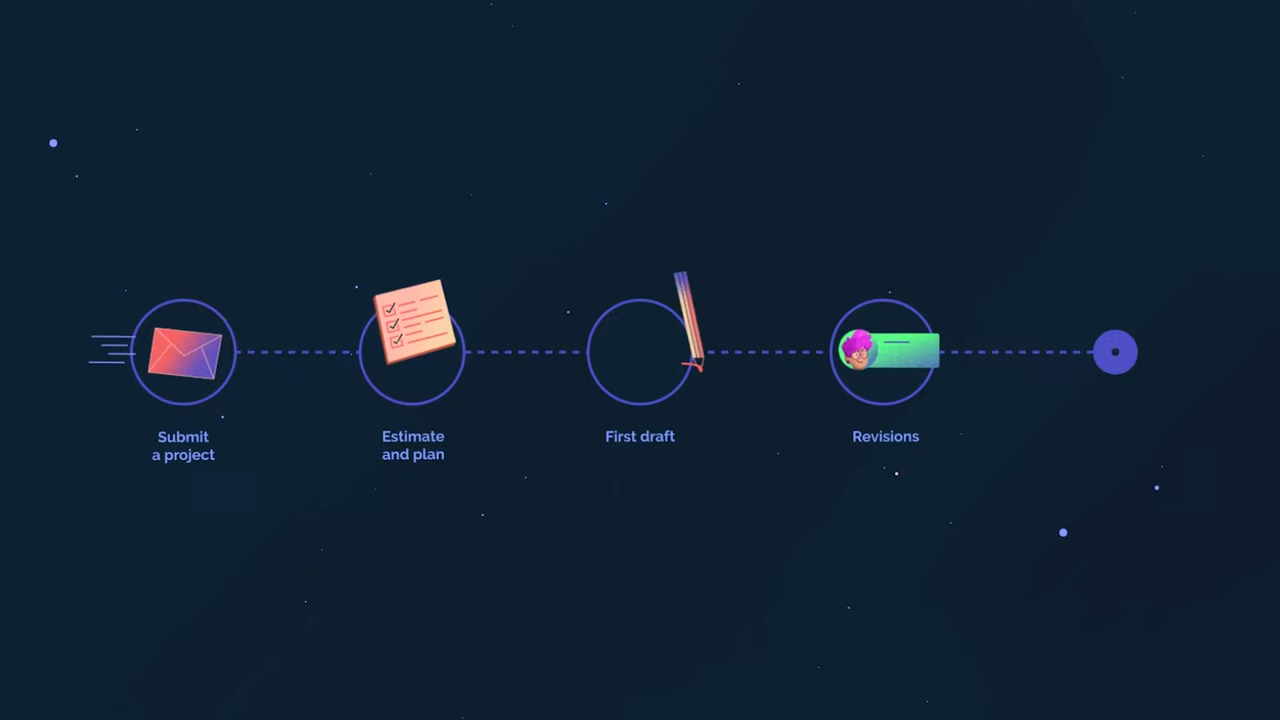 Submit
a project
Estimate
and plan
First draft
Revisions